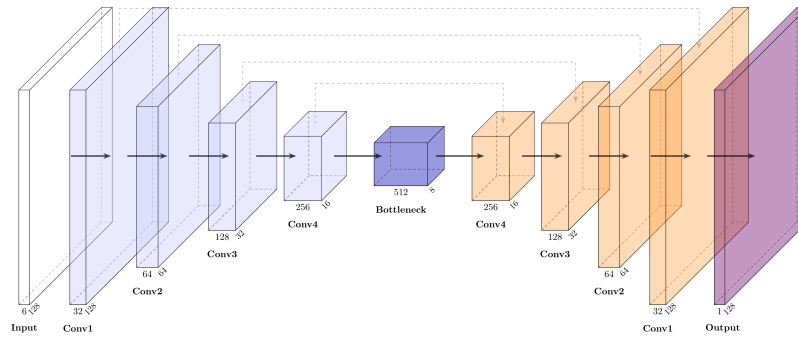 6 128
Input
32 128
Conv1
64 64
Conv2
128 32
Conv3
256 16
Conv4
512 8
Bottleneck
256 16
Conv4
128 32
Conv3
64 64
Conv2
32 128
Conv1
1 128
Output